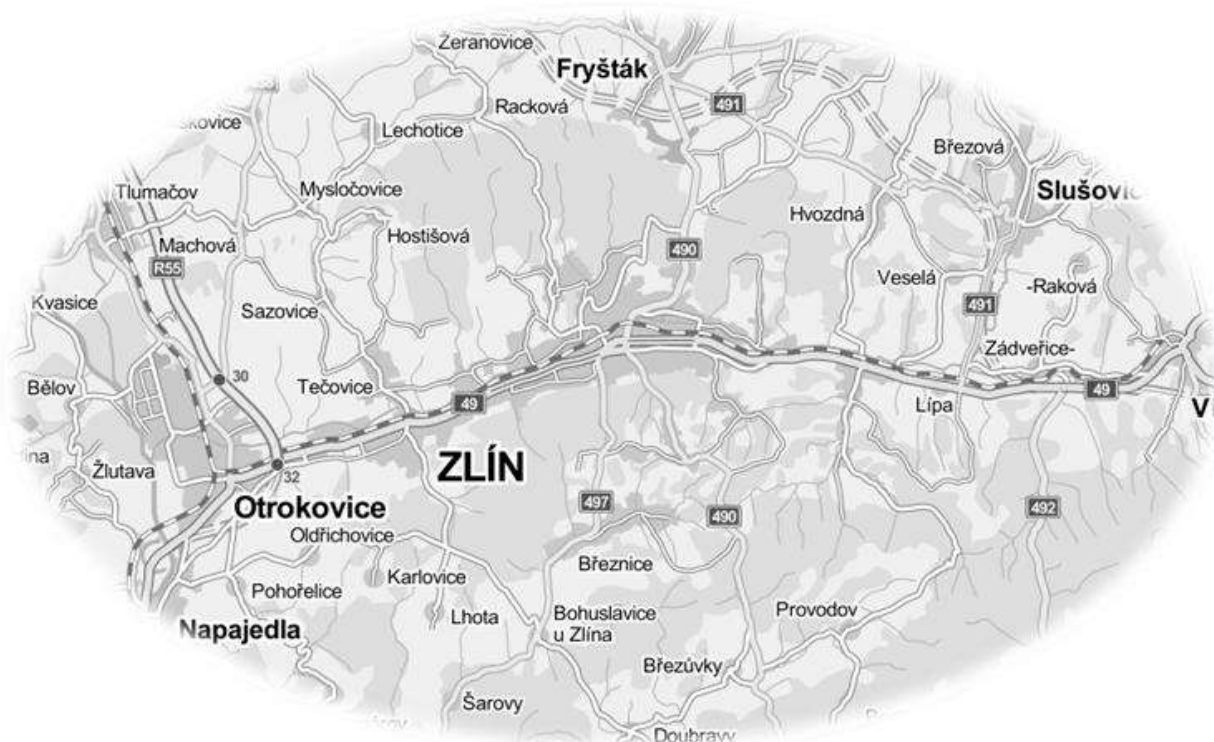 Žeranovice
Fryšták
Racková
491
Lechotice
Březová
Tlumačov
Mysločovice
Hvozdná
Hostišová
Machová
490
R55
Veselá
-Raková
Kvasice
Sazovice
491
Zádveřice-
30
Bělov
Tečovice
49
49
Lípa
ZLÍN
Žlutava
32
Otrokovice
497
490
492
Oldřichovice
Březnice
Karlovice
Pohořelice
Lhota
Bohuslavice
u Zlína
Provodov
Napajedla
Březůvky
Šarovy
Doubravy